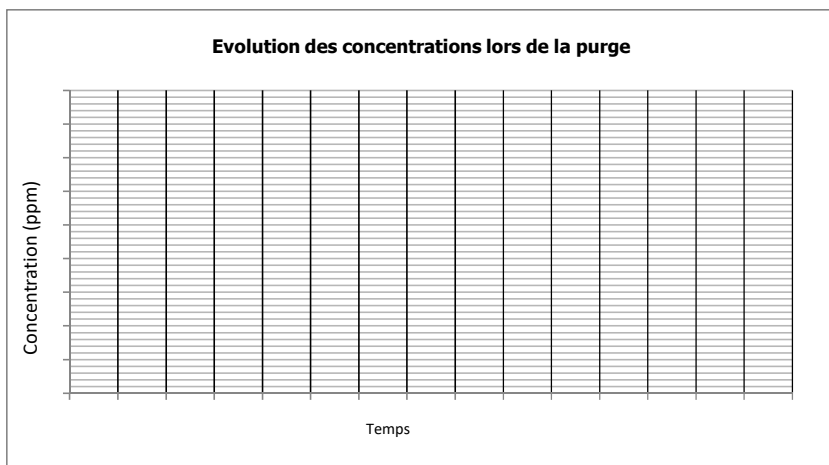 Evolution des concentrations lors de la purge
Concentration (ppm)
Temps